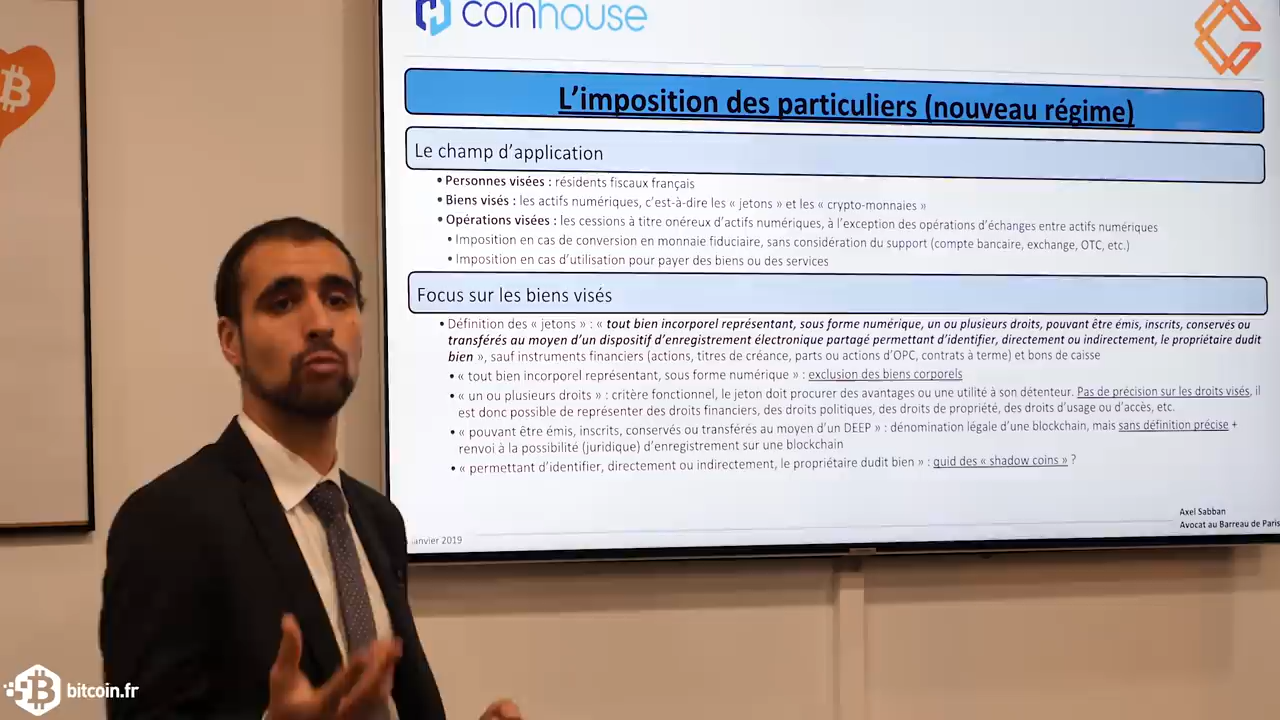 coinhouse
L'imposition des particuliers (nouveau régime)
Le champ d'application
• Personnes visées : résidents fiscaux français
• Biens visés : les actifs numériques, c'est-à-dire les « jetons » et les « crypto-monnaies »
• Opérations visées : les cessions à titre onéreux d'actifs numériques, à l'exception des opérations d'échanges entre actifs numériques
• Imposition en cas de conversion en monnaie fiduciaire, sans considération du support (compte bancaire, exchange, OTC, etc.)
• Imposition en cas d'utilisation pour payer des biens ou des services
Focus sur les biens visés
• Définition des « jetons » : « tout bien incorporel représentant, sous forme numérique, un ou plusieurs droits, pouvant être émis, inscrits, conservés ou
transférés au moyen d'un dispositif d'enregistrement électronique partagé permettant d'identifier, directement ou indirectement, le propriétaire dudit
bien », sauf instruments financiers (actions, titres de créance, parts ou actions d'OPC, contrats à terme) et bons de caisse
• « tout bien incorporel représentant, sous forme numérique » : exclusion des biens corporels
• « un ou plusieurs droits » : critère fonctionnel, le jeton doit procurer des avantages ou une utilité à son détenteur. Pas de précision sur les droits visés, il
est donc possible de représenter des droits financiers, des droits politiques, des droits de propriété, des droits d'usage ou d'accès, etc.
• « pouvant être émis, inscrits, conservés ou transférés au moyen d'un DEEP » : dénomination légale d'une blockchain, mais sans définition précise +
renvoi à la possibilité (juridique) d'enregistrement sur une blockchain
• « permettant d'identifier, directement ou indirectement, le propriétaire dudit bien » : quid des « shadow coins » ?
Axel Sabban
Avocat au Barreau de Paris
janvier 2019
bitcoin.fr